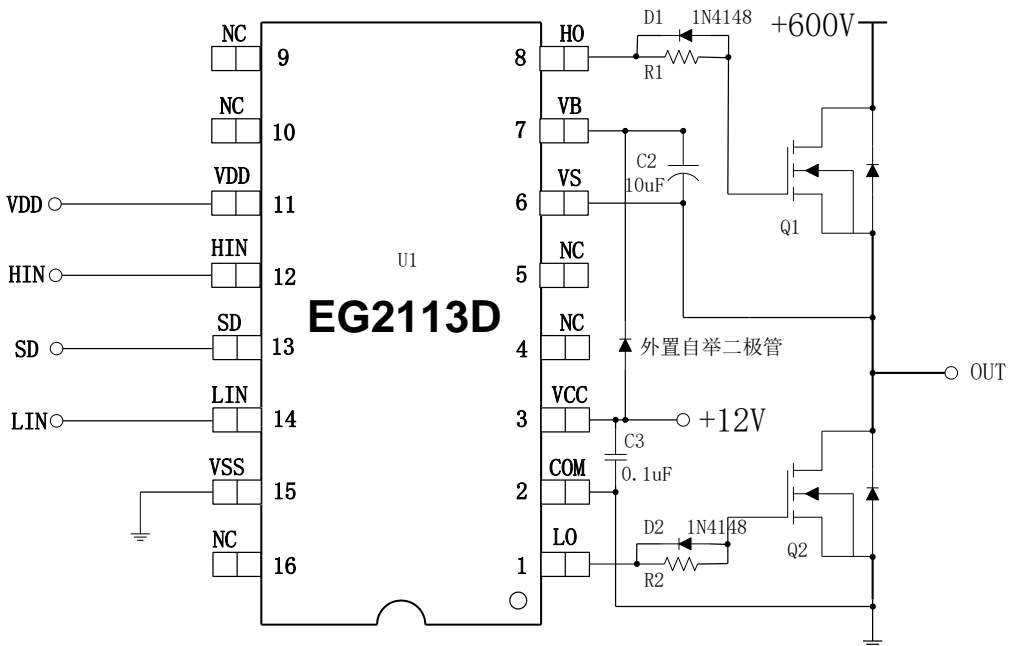 D1 1N4148
+600V
NC 9 8 HO
R1
NC 10 7 VB
C2
10uF
VDD VDD 11 6 VS
Q1
HIN HIN 12 U1 5 NC
EG2113D
SD SD 13 4 NC
外置自举二极管
OUT
LIN LIN 14 3 VCC
+12V
C3
0.1uF
VSS 15 2 COM
D2 1N4148
Q2
NC 16 1 LO
R2